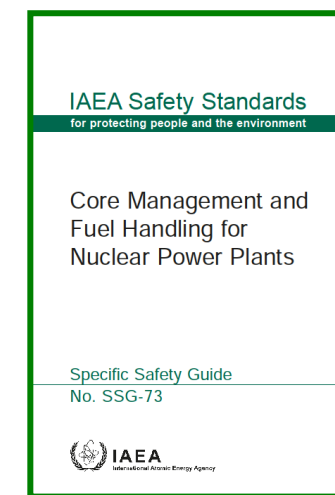 IAEA Safety Standards
for protecting people and the environment
Core Management and
Fuel Handling for
Nuclear Power Plants
Specific Safety Guide
No. SSG-73
IAEA
International Atomic Energy Agency